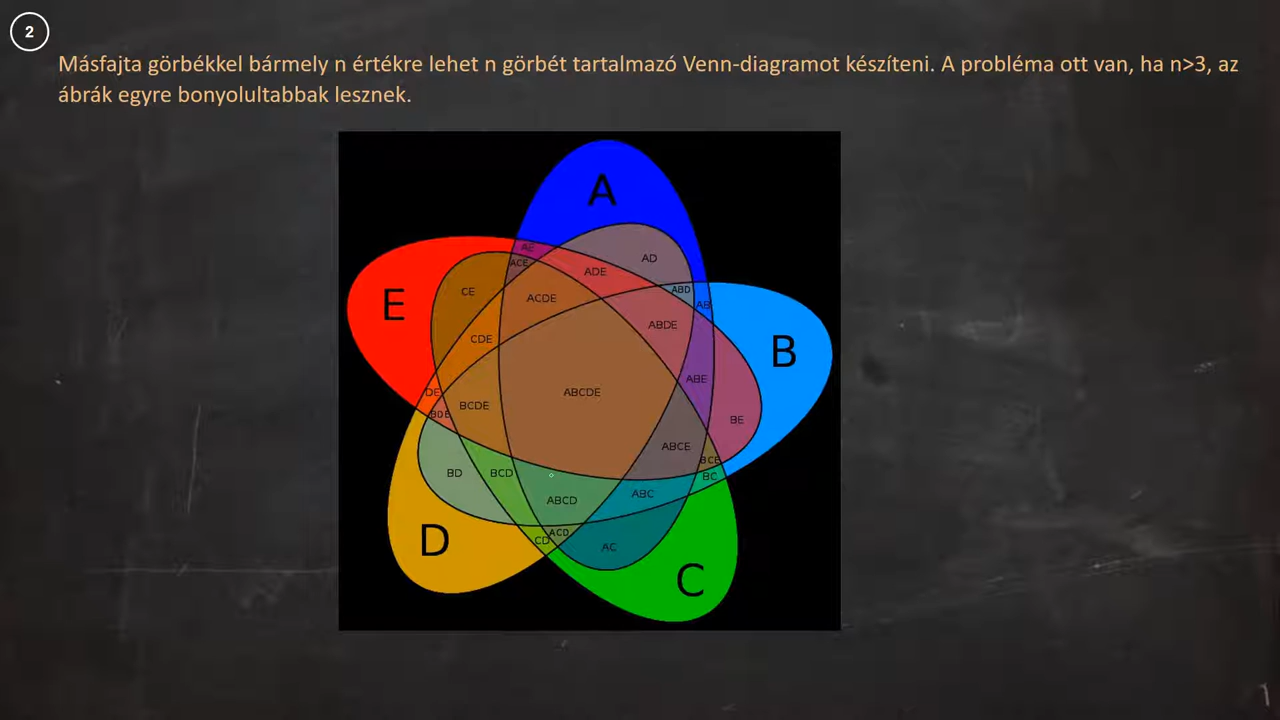 2
Másfajta görbékkel bármely n értékre lehet n görbét tartalmazó Venn-diagramot készíteni. A probléma ott van, ha n>3, az
ábrák egyre bonyolultabbak lesznek.
A
AE
ACE
ADE
AD
E
CE
ACDE
ABD
AB
CDE
ABDE
B
DE
BDE
BCDE
ABCDE
ABE
BE
BD
BCD
ABCD
ABC
ABCE
BCE
BC
D
CD
ACD
AC
C